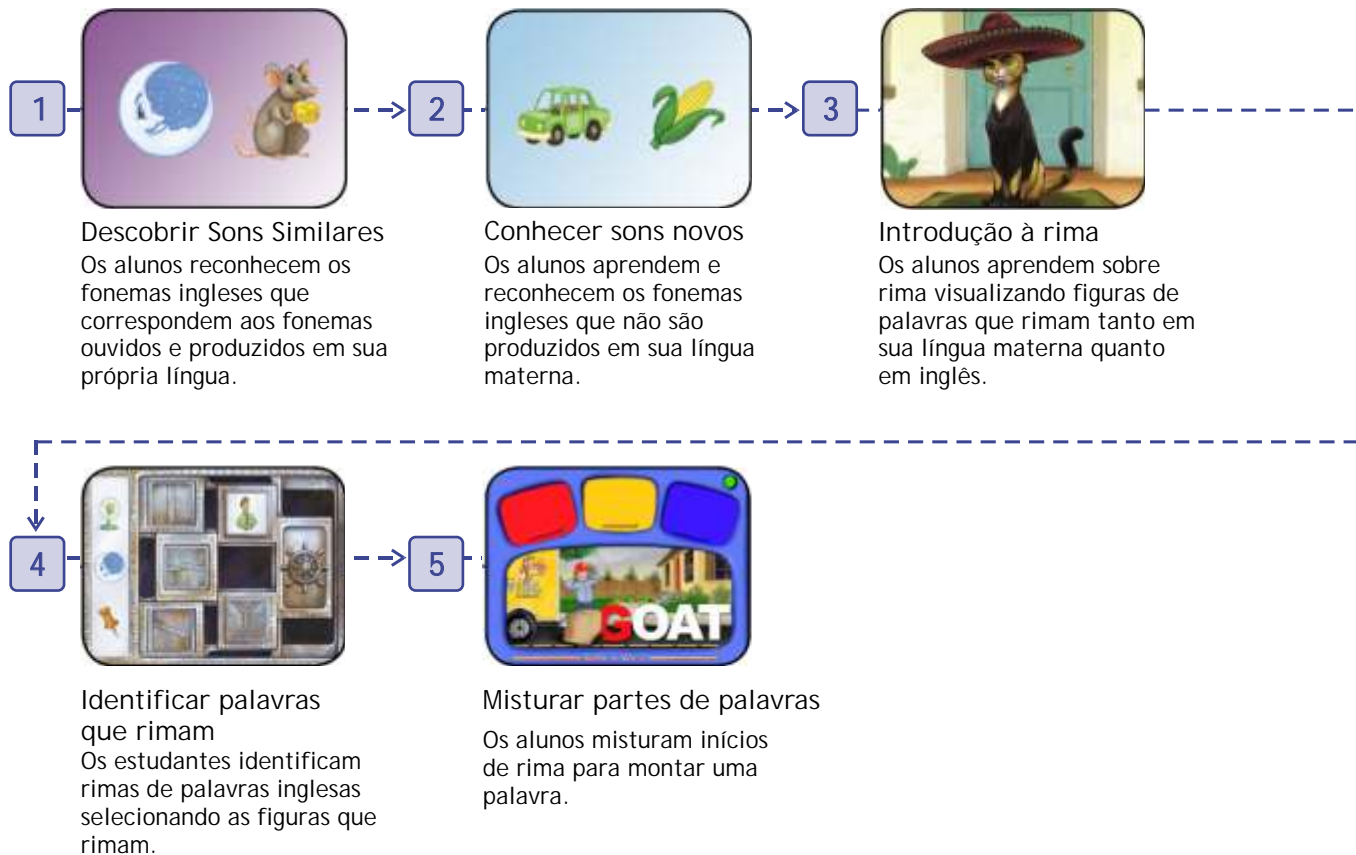 1
2
3
Descobrir Sons Similares
Os alunos reconhecem os
fonemas ingleses que
correspondem aos fonemas
ouvidos e produzidos em sua
própria língua.
Conhecer sons novos
Os alunos aprendem e
reconhecem os fonemas
ingleses que não são
produzidos em sua língua
materna.
Introdução à rima
Os alunos aprendem sobre
rima visualizando figuras de
palavras que rimam tanto em
sua língua materna quanto
em inglês.
4
5
GOAT
Identificar palavras
que rimam
Os estudantes identificam
rimas de palavras inglesas
selecionando as figuras que
rimam.
Misturar partes de palavras
Os alunos misturam inícios
de rima para montar uma
palavra.